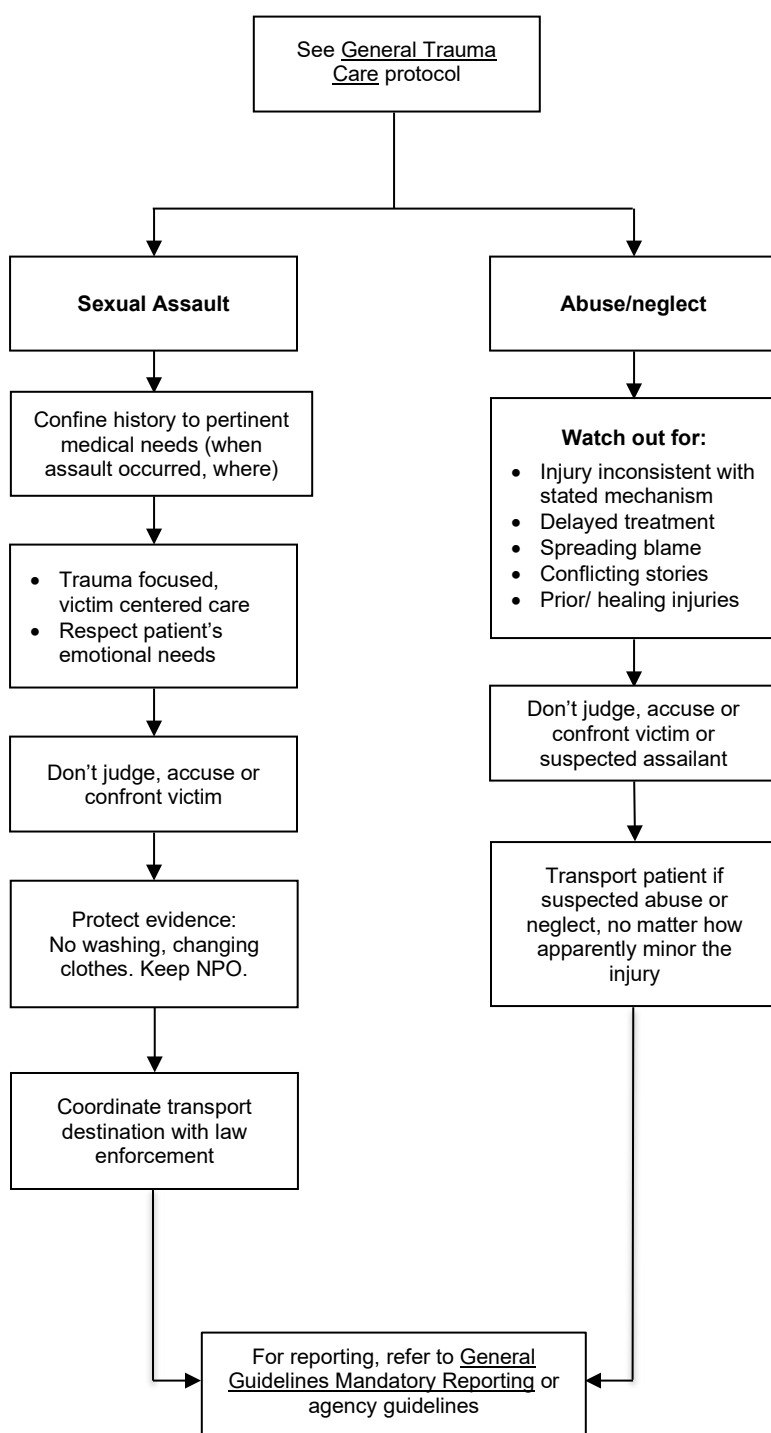 See General Trauma
Care protocol
Sexual Assault
Confine history to pertinent
medical needs (when
assault occurred, where)
• Trauma focused,
victim centered care
• Respect patient’s
emotional needs
Don’t judge, accuse or
confront victim
Protect evidence:
No washing, changing
clothes. Keep NPO.
Coordinate transport
destination with law
enforcement
Abuse/neglect
Watch out for:
• Injury inconsistent with
stated mechanism
• Delayed treatment
• Spreading blame
• Conflicting stories
• Prior/ healing injuries
Don’t judge, accuse or
confront victim or
suspected assailant
Transport patient if
suspected abuse or
neglect, no matter how
apparently minor the
injury
For reporting, refer to General
Guidelines Mandatory Reporting or
agency guidelines